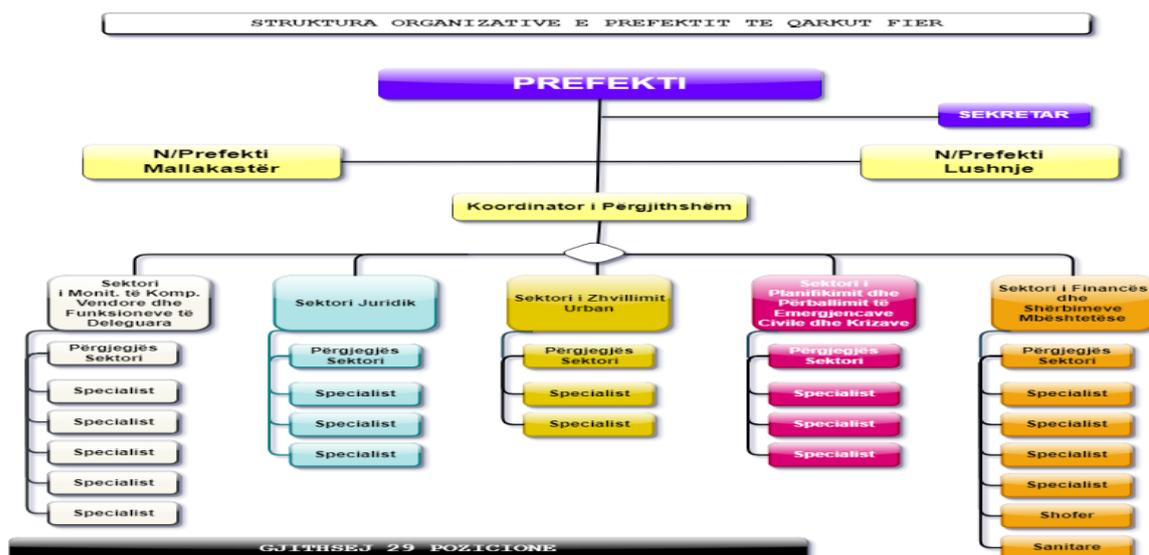 STRUKTURA ORGANIZATIVE E PREFEKTIT TE QARKUT FIER
PREFEKTI
SEKRETAR
N/Prefekti
Mallakastër
N/Prefekti
Lushnje
Koordinator i Përgjithshëm
Sektori
i Monit. të Komp.
Vendore dhe
Funksioneve të
Deleguara
Përgjegjës
Sektori
Specialist
Specialist
Specialist
Specialist
Specialist
Sektori Juridik
Përgjegjës
Sektori
Specialist
Specialist
Specialist
Sektori i Zhvillimit
Urban
Përgjegjës
Sektori
Specialist
Specialist
Sektori i
Planifikimit dhe
Përballimit të
Emergjencave
Civile dhe Krizave
Përgjegjës
Sektori
Specialist
Specialist
Specialist
Sektori i Financës
dhe
Shërbimeve
Mbështetëse
Përgjegjës
Sektori
Specialist
Specialist
Specialist
Specialist
Shofer
Sanitare
GJITHSEJ 29 POZICIONE